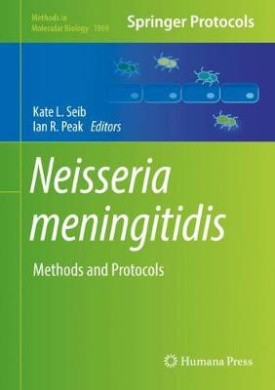 Methods in
Molecular Biology 1969
Springer Protocols
Kate L. Seib
Ian R. Peak Editors
Neisseria
meningitidis
Methods and Protocols
Humana Press